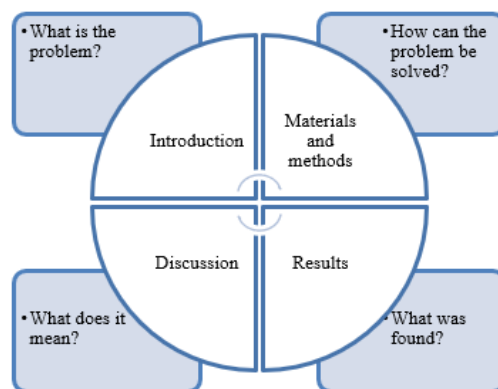 •What is the
problem?
•How can the
problem be
solved?
Introduction
Materials
and
methods
Discussion
Results
•What does it
mean?
•What was
found?